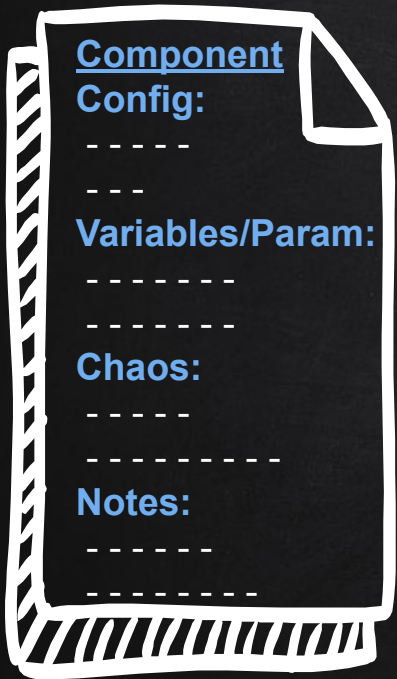 Component
Config:
- - - - -
- - -
Variables/Param:
- - - - - - -
- - - - - - -
Chaos:
- - - - -
- - - - - - - - -
Notes:
- - - - - -
- - - - - - - -